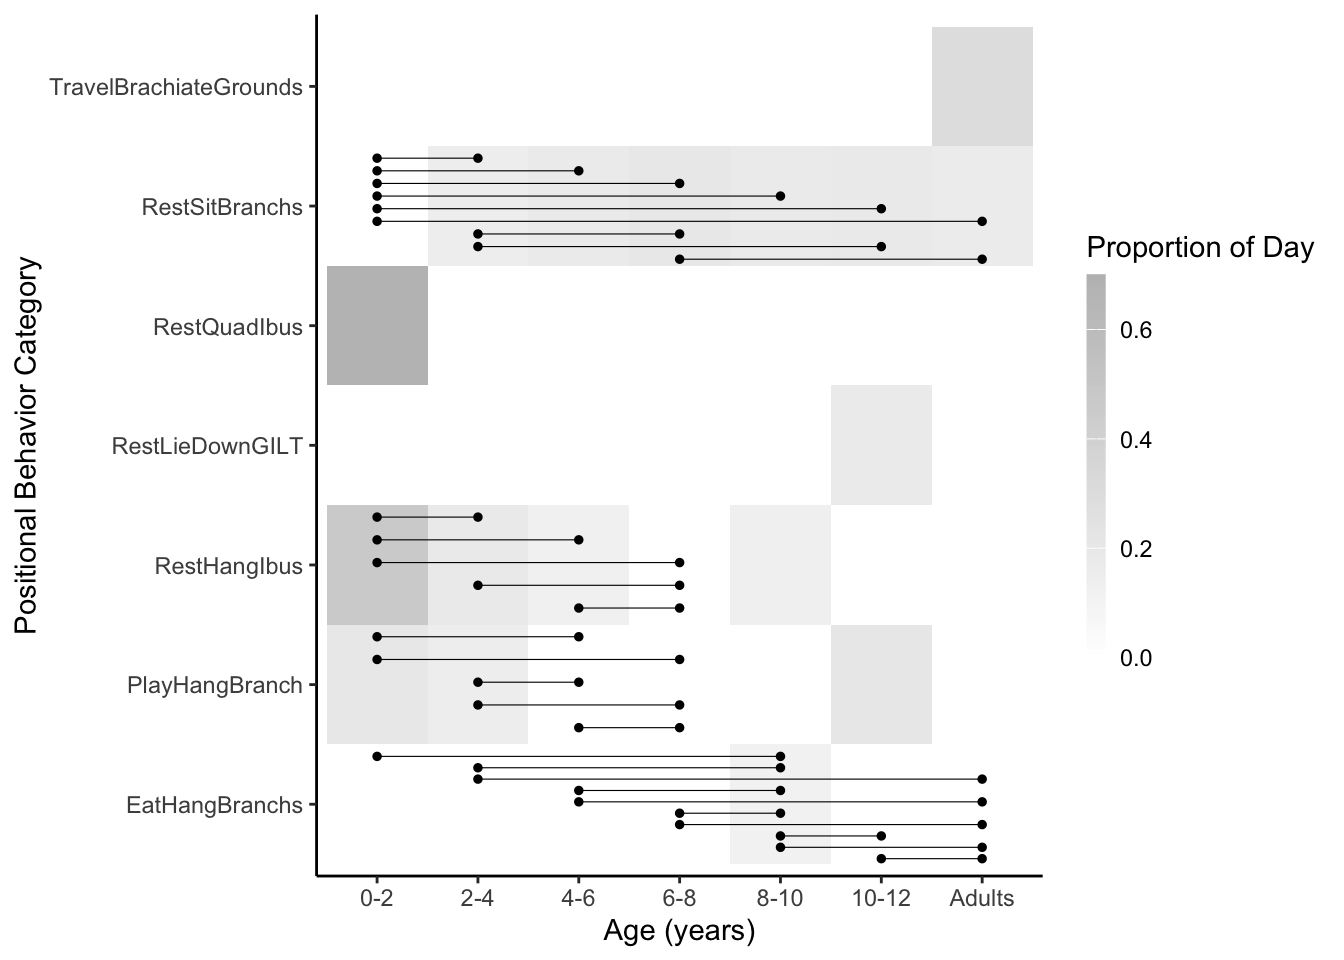 TravelBrachiateGrounds
RestSitBranchs
RestQuadIbus
RestLieDownGILT
RestHangIbus
PlayHangBranch
EatHangBranchs
Positional Behavior Category
0-2
2-4
4-6
6-8
8-10
10-12
Adults
Age (years)
Proportion of Day
0.6
0.4
0.2
0.0